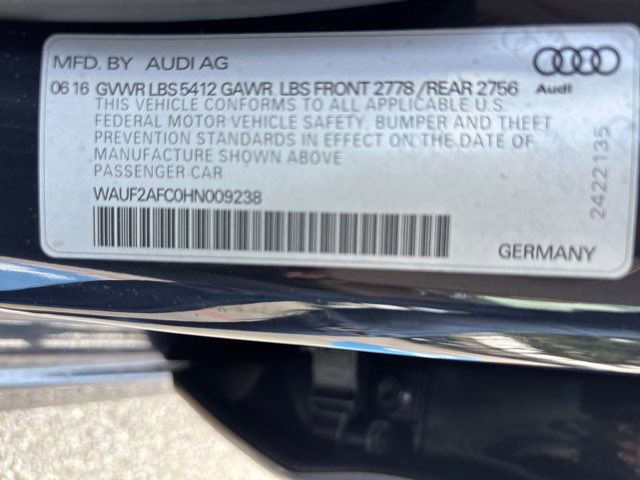 MFD. BY AUDI AG
Audi
06 16 GVWR LBS 5412 GAWR LBS FRONT 2778 /REAR 2756
THIS VEHICLE CONFORMS TO ALL APPLICABLE U.S.
FEDERAL MOTOR VEHICLE SAFETY, BUMPER AND THEFT
PREVENTION STANDARDS IN EFFECT ON THE DATE OF
MANUFACTURE SHOWN ABOVE
PASSENGER CAR
WAUF2AFC0HN009238
GERMANY
2422135